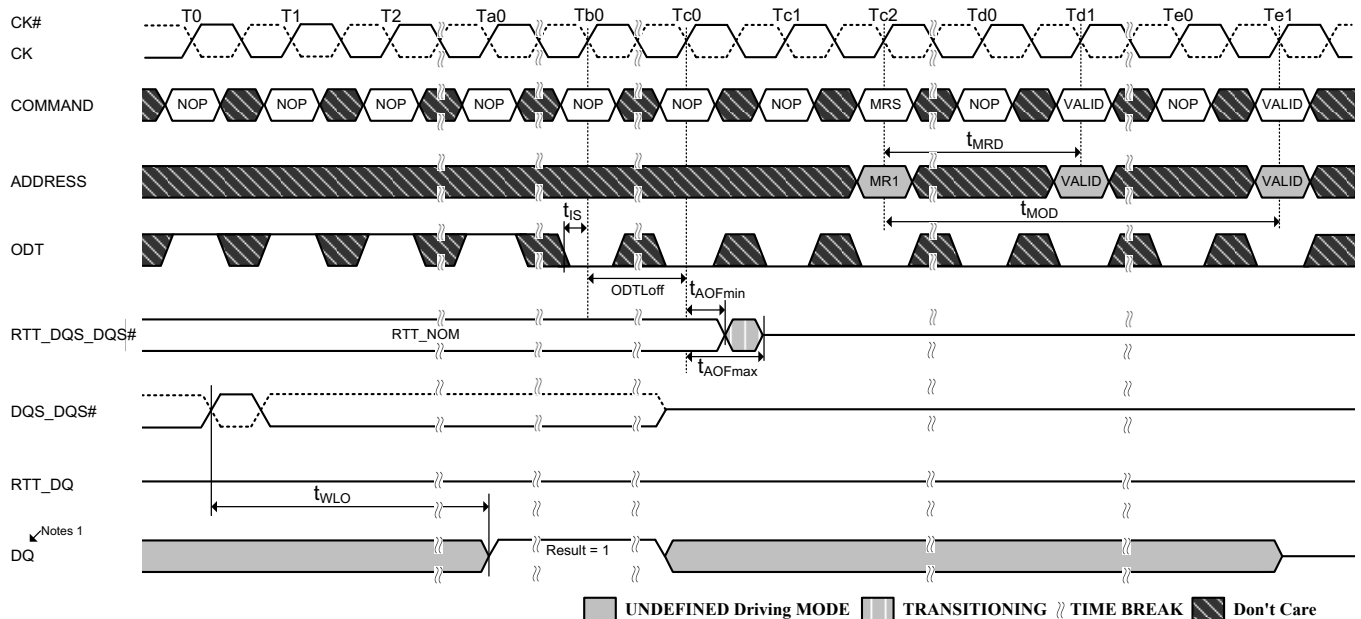 CK#
CK
T0 T1 T2 Ta0 Tb0 Tc0 Tc1 Tc2 Td0 Td1 Te0 Te1
COMMAND NOP NOP NOP NOP NOP NOP NOP MRS NOP VALID NOP VALID
tMRD
ADDRESS MR1 VALID VALID
tIS tMOD
ODT
ODTLoff tAOFmin
RTT_DQS_DQS# RTT_NOM
tAOFmax
DQS_DQS#
RTT_DQ
tWLO
Notes 1
DQ Result = 1
UNDEFINED Driving MODE TRANSITIONING TIME BREAK Don't Care